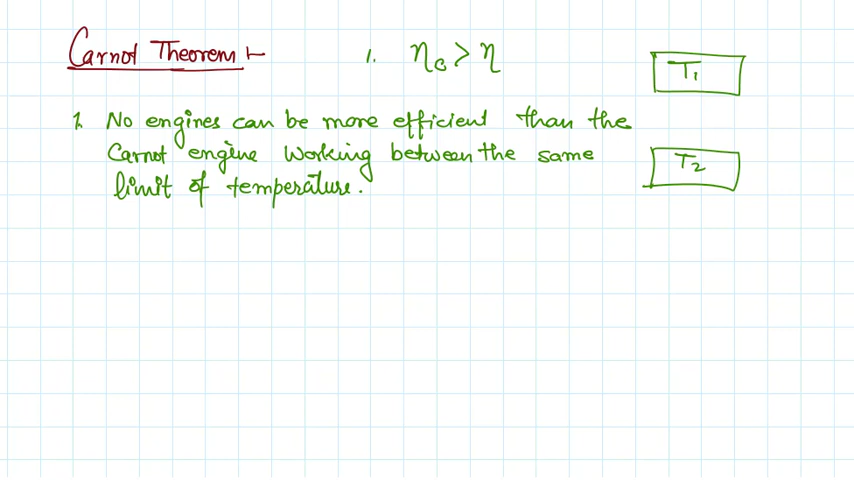 Carnot Theorem :-
1. ηc > η
T1
1. No engines can be more efficient than the
Carnot engine working between the same
limit of temperature.
T2